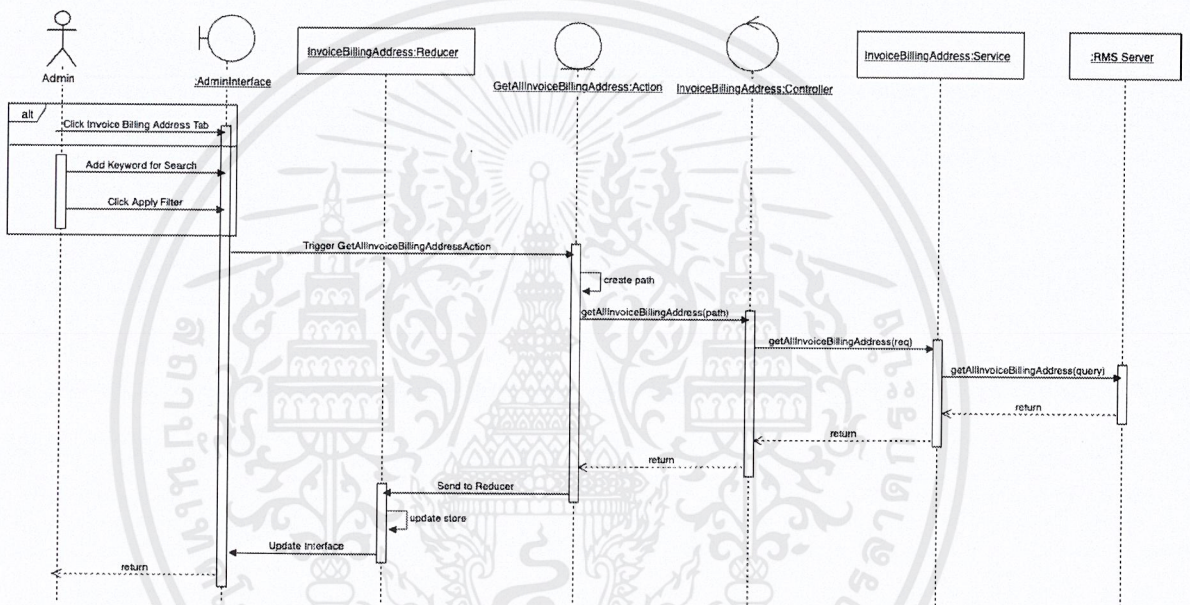 Admin
:AdminInterface
InvoiceBillingAddress:Reducer
GetAllInvoiceBillingAddress:Action
InvoiceBillingAddress:Controller
InvoiceBillingAddress:Service
:RMS Server
alt
Click Invoice Billing Address Tab
Add Keyword for Search
Click Apply Filter
Trigger GetAllInvoiceBillingAddressAction
create path
getAllInvoiceBillingAddress(path)
getAllInvoiceBillingAddress(req)
getAllInvoiceBillingAddress(query)
return
return
return
Send to Reducer
update store
Update Interface
return